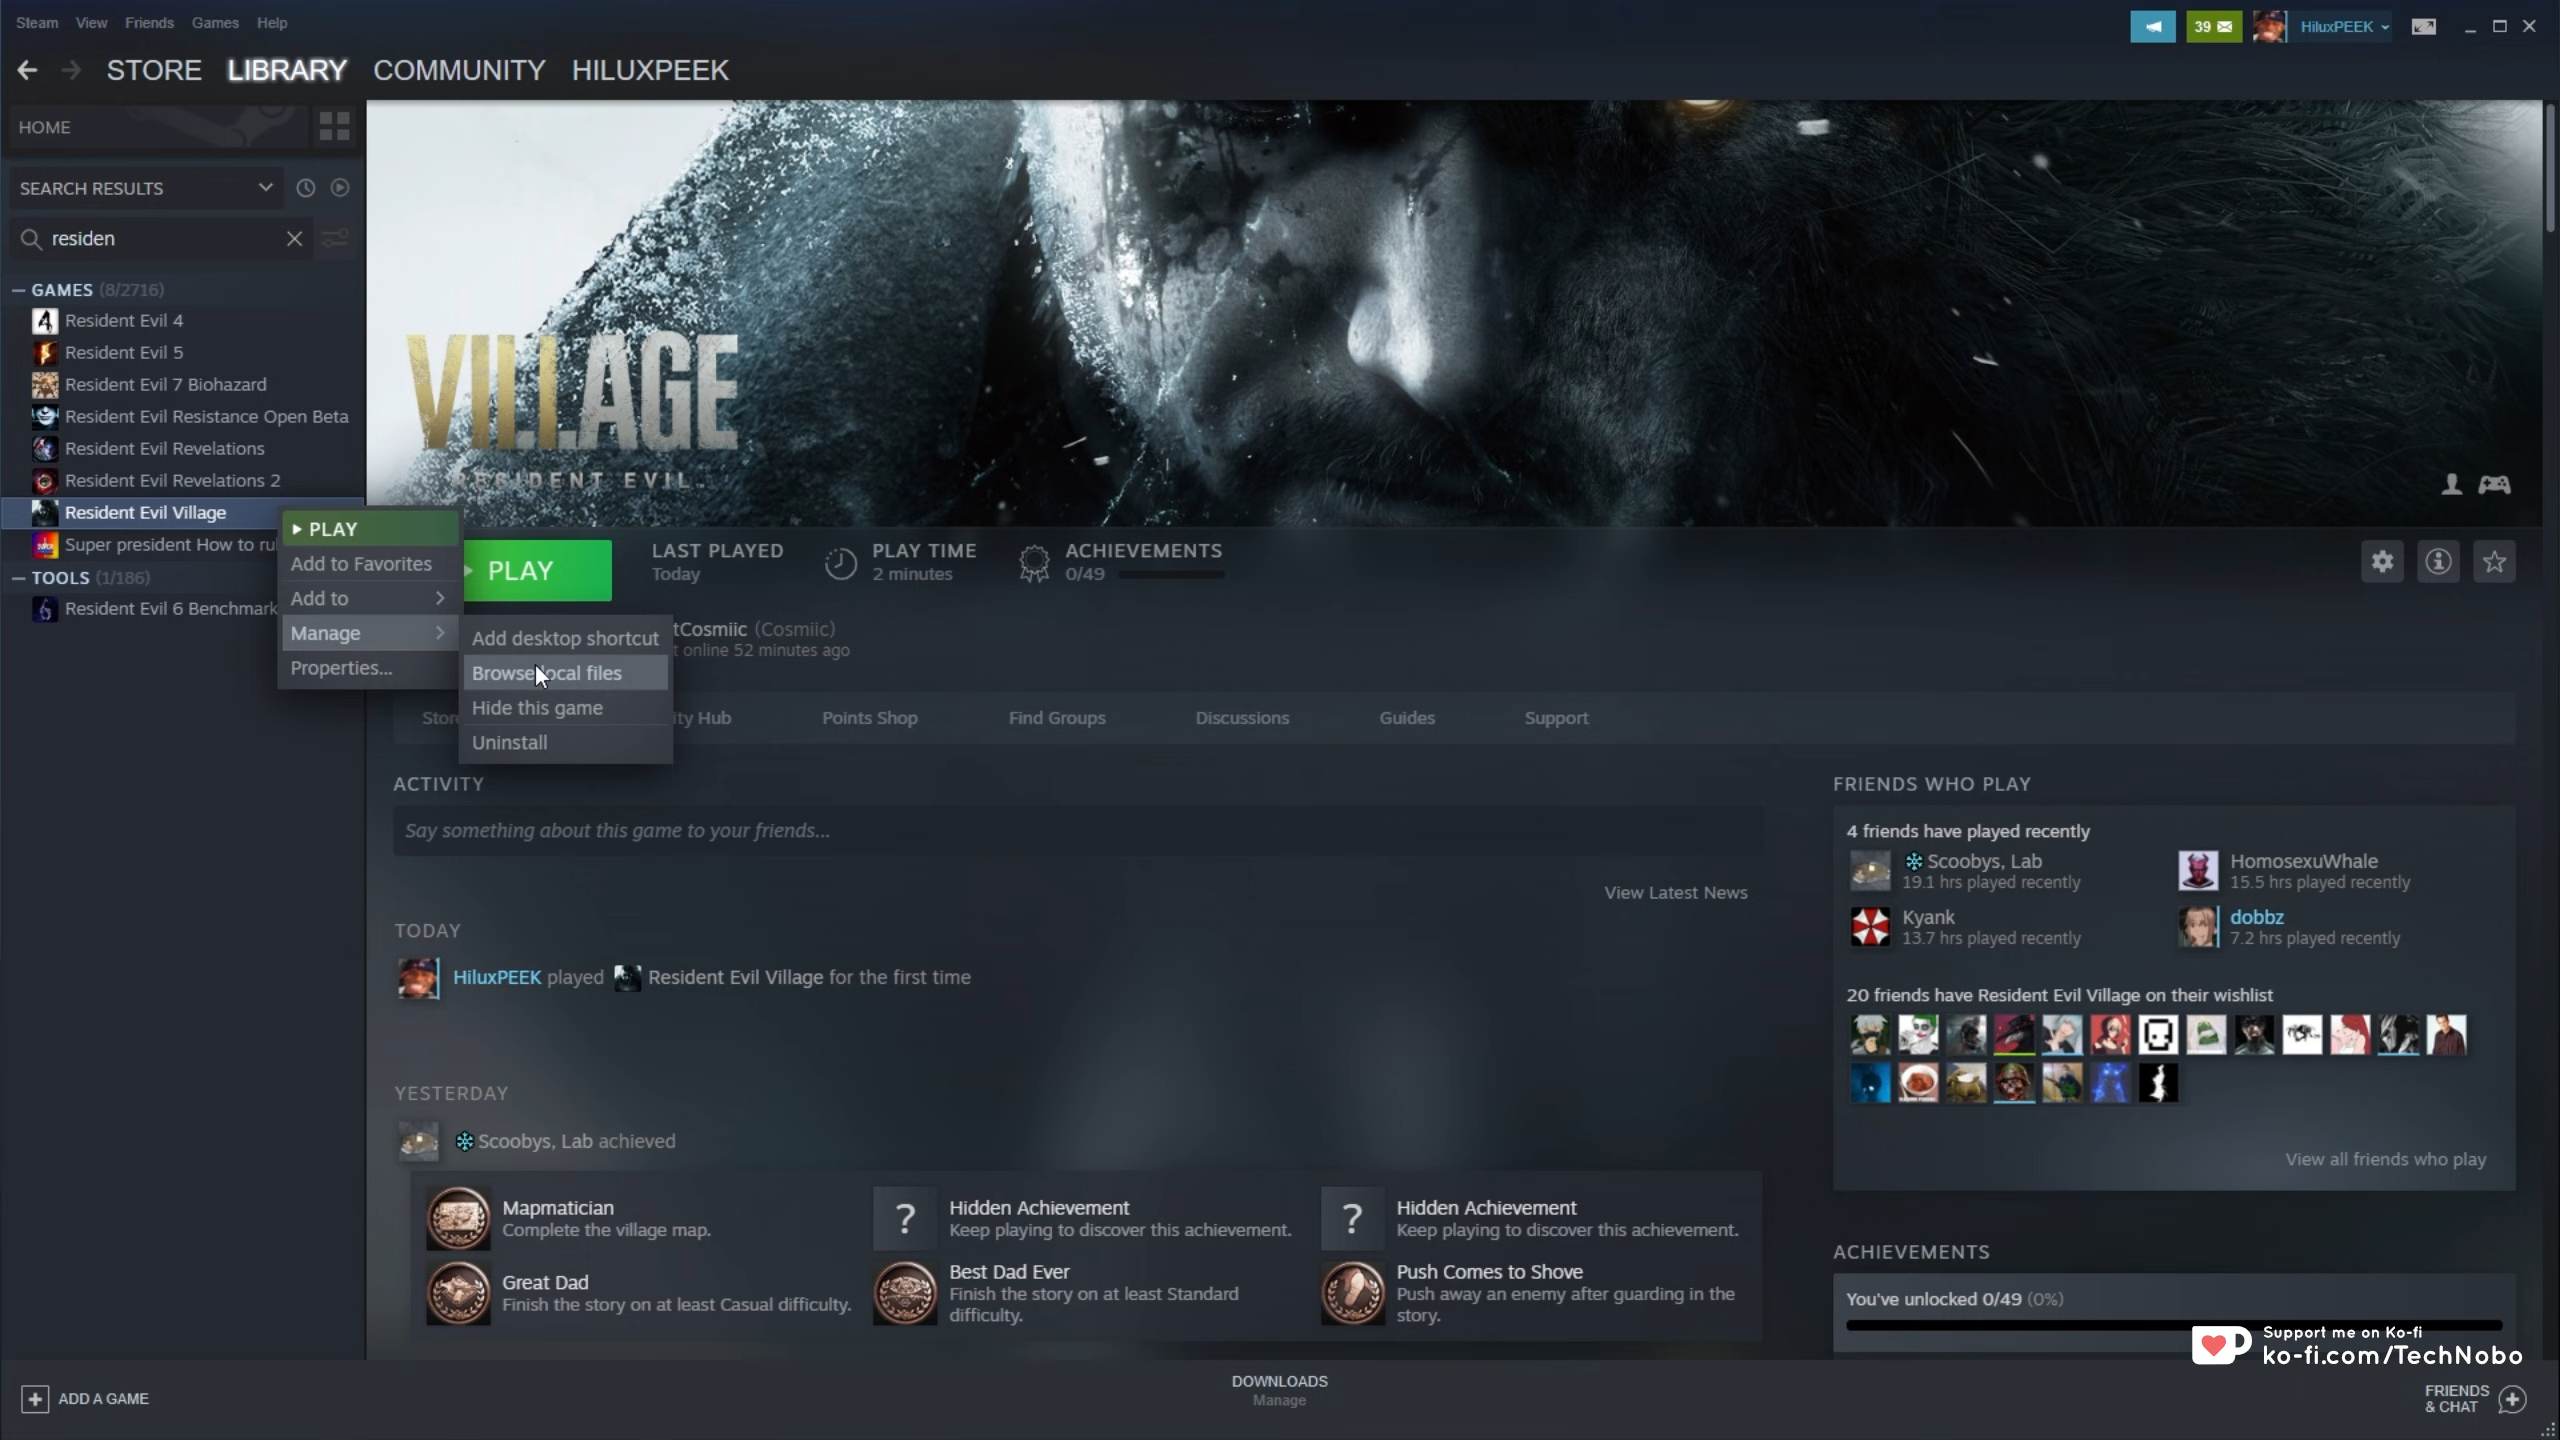 Steam View Friends Games Help
39 HiluxPEEK
STORE LIBRARY COMMUNITY HILUXPEEK
HOME
SEARCH RESULTS
residen
GAMES (8/2716)
Resident Evil 4
Resident Evil 5
Resident Evil 7 Biohazard
Resident Evil Resistance Open Beta
Resident Evil Revelations
Resident Evil Revelations 2
Resident Evil Village
Super president How to ru
TOOLS (1/186)
Resident Evil 6 Benchmark
PLAY
Add to Favorites
Add to
Manage
Properties...
Add desktop shortcut
Browse local files
Hide this game
Uninstall
VILLAGE
RESIDENT EVIL™
PLAY
LAST PLAYED
Today
PLAY TIME
2 minutes
ACHIEVEMENTS
0/49
tCosmiic (Cosmiic)
t online 52 minutes ago
Store ity Hub Points Shop Find Groups Discussions Guides Support
ACTIVITY
Say something about this game to your friends...
View Latest News
TODAY
HiluxPEEK played Resident Evil Village for the first time
YESTERDAY
Scoobys, Lab achieved
Mapmatician
Complete the village map.
Hidden Achievement
Keep playing to discover this achievement.
Hidden Achievement
Keep playing to discover this achievement.
Great Dad
Finish the story on at least Casual difficulty.
Best Dad Ever
Finish the story on at least Standard
difficulty.
Push Comes to Shove
Push away an enemy after guarding in the
story.
FRIENDS WHO PLAY
4 friends have played recently
Scoobys, Lab
19.1 hrs played recently
HomosexuWhale
15.5 hrs played recently
Kyank
13.7 hrs played recently
dobbz
7.2 hrs played recently
20 friends have Resident Evil Village on their wishlist
View all friends who play
ACHIEVEMENTS
You've unlocked 0/49 (0%)
Support me on Ko-fi
ko-fi.com/TechNobo
ADD A GAME
DOWNLOADS
Manage
FRIENDS
& CHAT